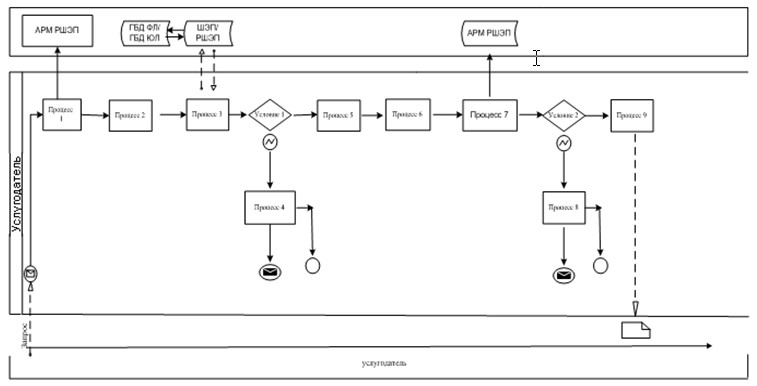 АРМ РШЭП
ГБД ФЛ/
ГБД ЮЛ
ШЭП/
РШЭП
АРМ РШЭП
Услугодатель
Процесс
1
Процесс 2
Процесс 3
Условие 1
Процесс 5
Процесс 6
Процесс 7
Условие 2
Процесс 9
Процесс 4
Процесс 8
Запрос
услугодатель